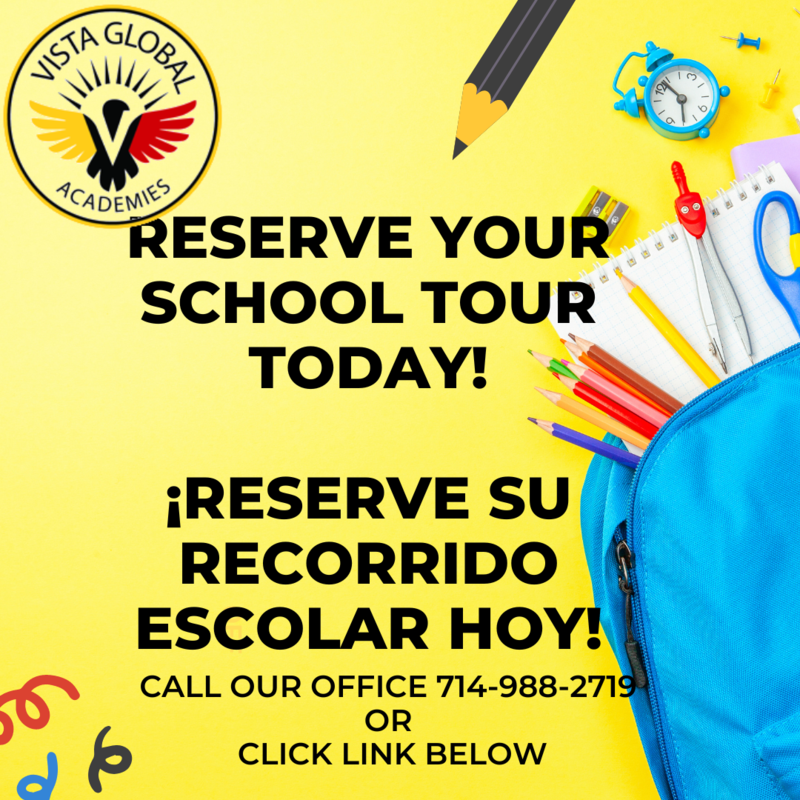 VISTA GLOBAL
ACADEMIES
RESERVE YOUR
SCHOOL TOUR
TODAY!
¡RESERVE SU
RECORRIDO
ESCOLAR HOY!
CALL OUR OFFICE 714-988-2719
OR
CLICK LINK BELOW